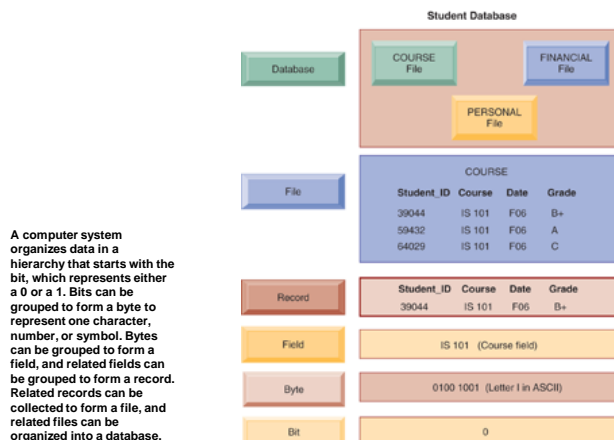 Student Database
Database
COURSE
File
FINANCIAL
File
PERSONAL
File
File
COURSE
Student_ID Course Date Grade
39044 IS 101 F06 B+
59432 IS 101 F06 A
64029 IS 101 F06 C
A computer system
organizes data in a
hierarchy that starts with the
bit, which represents either
a 0 or a 1. Bits can be
grouped to form a byte to
represent one character,
number, or symbol. Bytes
can be grouped to form a
field, and related fields can
be grouped to form a record.
Related records can be
collected to form a file, and
related files can be
organized into a database.
Record
Student_ID Course Date Grade
39044 IS 101 F06 B+
Field
IS 101 (Course field)
Byte
0100 1001 (Letter I in ASCII)
Bit
0